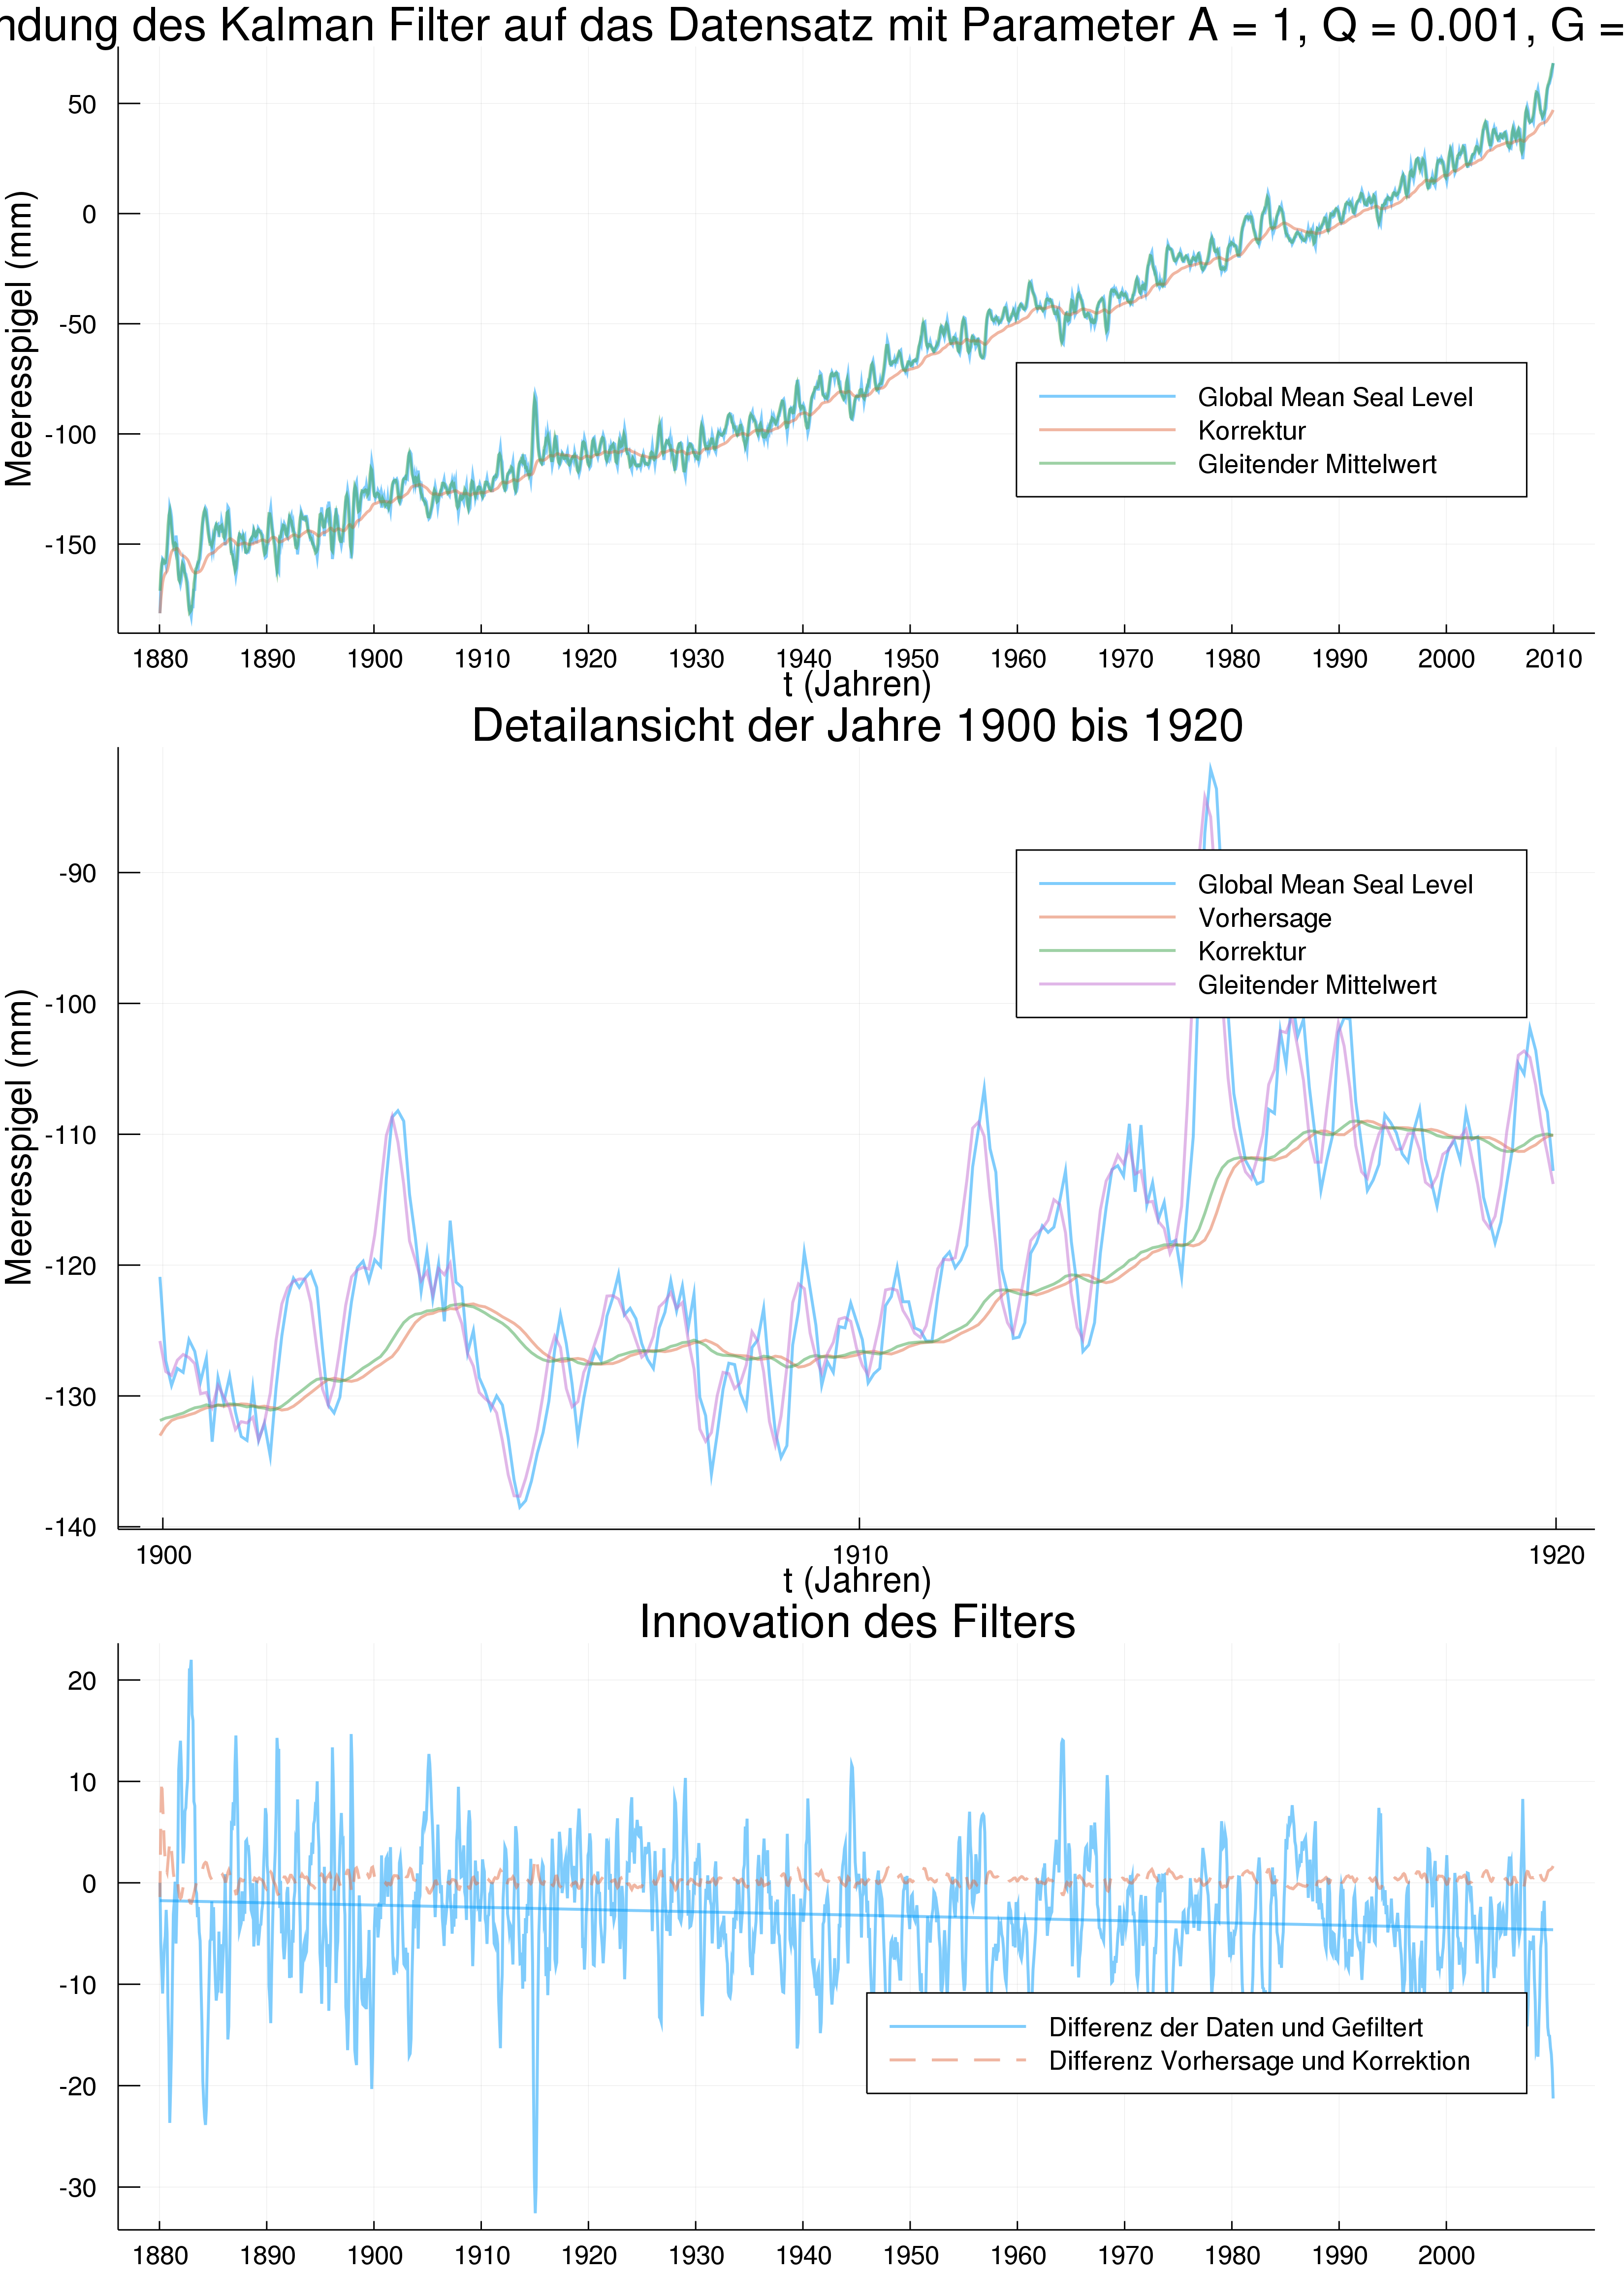 ndung des Kalman Filter auf das Datensatz mit Parameter A = 1, Q = 0.001, G =
50
0
-50
-100
-150
Meeresspigel (mm)
Global Mean Seal Level
Korrektur
Gleitender Mittelwert
1880 1890 1900 1910 1920 1930 1940 1950 1960 1970 1980 1990 2000 2010
t (Jahren)
Detailansicht der Jahre 1900 bis 1920
-90
-100
-110
-120
-130
-140
Meeresspigel (mm)
Global Mean Seal Level
Vorhersage
Korrektur
Gleitender Mittelwert
1900 1910 1920
t (Jahren)
Innovation des Filters
20
10
0
-10
-20
-30
Differenz der Daten und Gefiltert
Differenz Vorhersage und Korrektion
1880 1890 1900 1910 1920 1930 1940 1950 1960 1970 1980 1990 2000